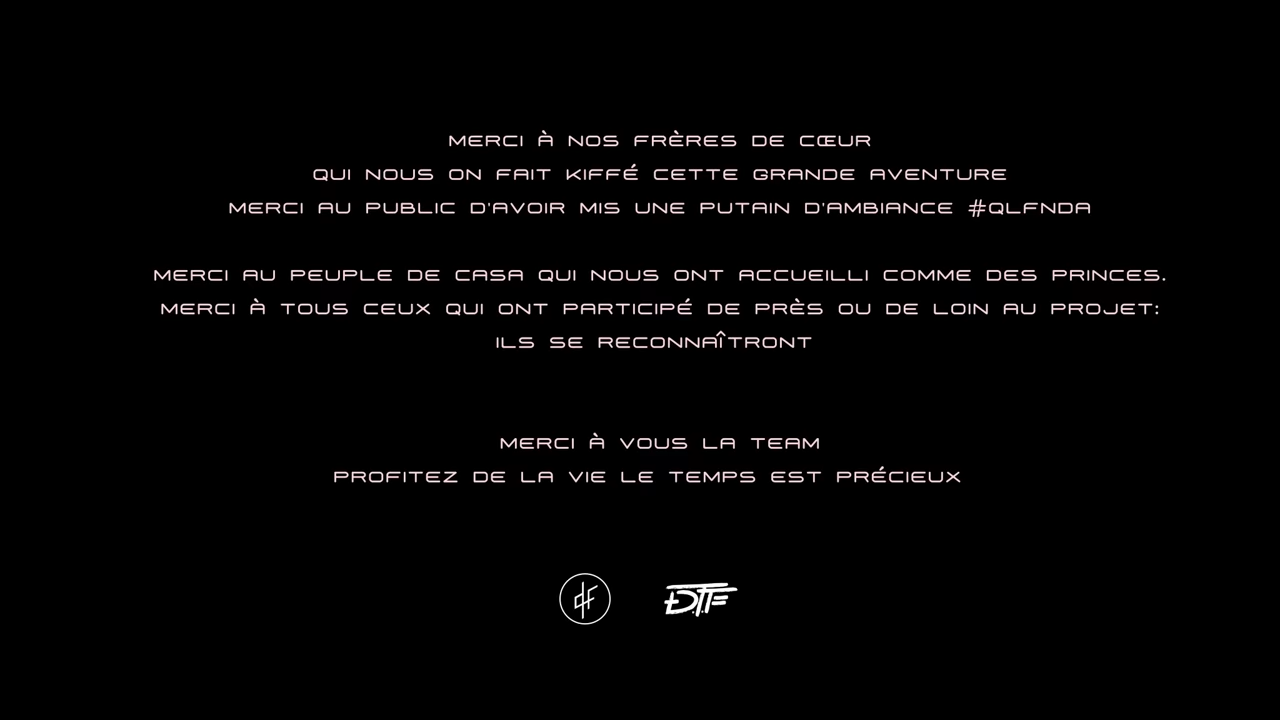 MERCI À NOS FRÈRES DE CŒUR
QUI NOUS ON FAIT KIFFÉ CETTE GRANDE AVENTURE
MERCI AU PUBLIC D'AVOIR MIS UNE PUTAIN D'AMBIANCE #QLFNDA
MERCI AU PEUPLE DE CASA QUI NOUS ONT ACCUEILLI COMME DES PRINCES.
MERCI À TOUS CEUX QUI ONT PARTICIPÉ DE PRÈS OU DE LOIN AU PROJET:
ILS SE RECONNAÎTRONT
MERCI À VOUS LA TEAM
PROFITEZ DE LA VIE LE TEMPS EST PRÉCIEUX
D.T.F